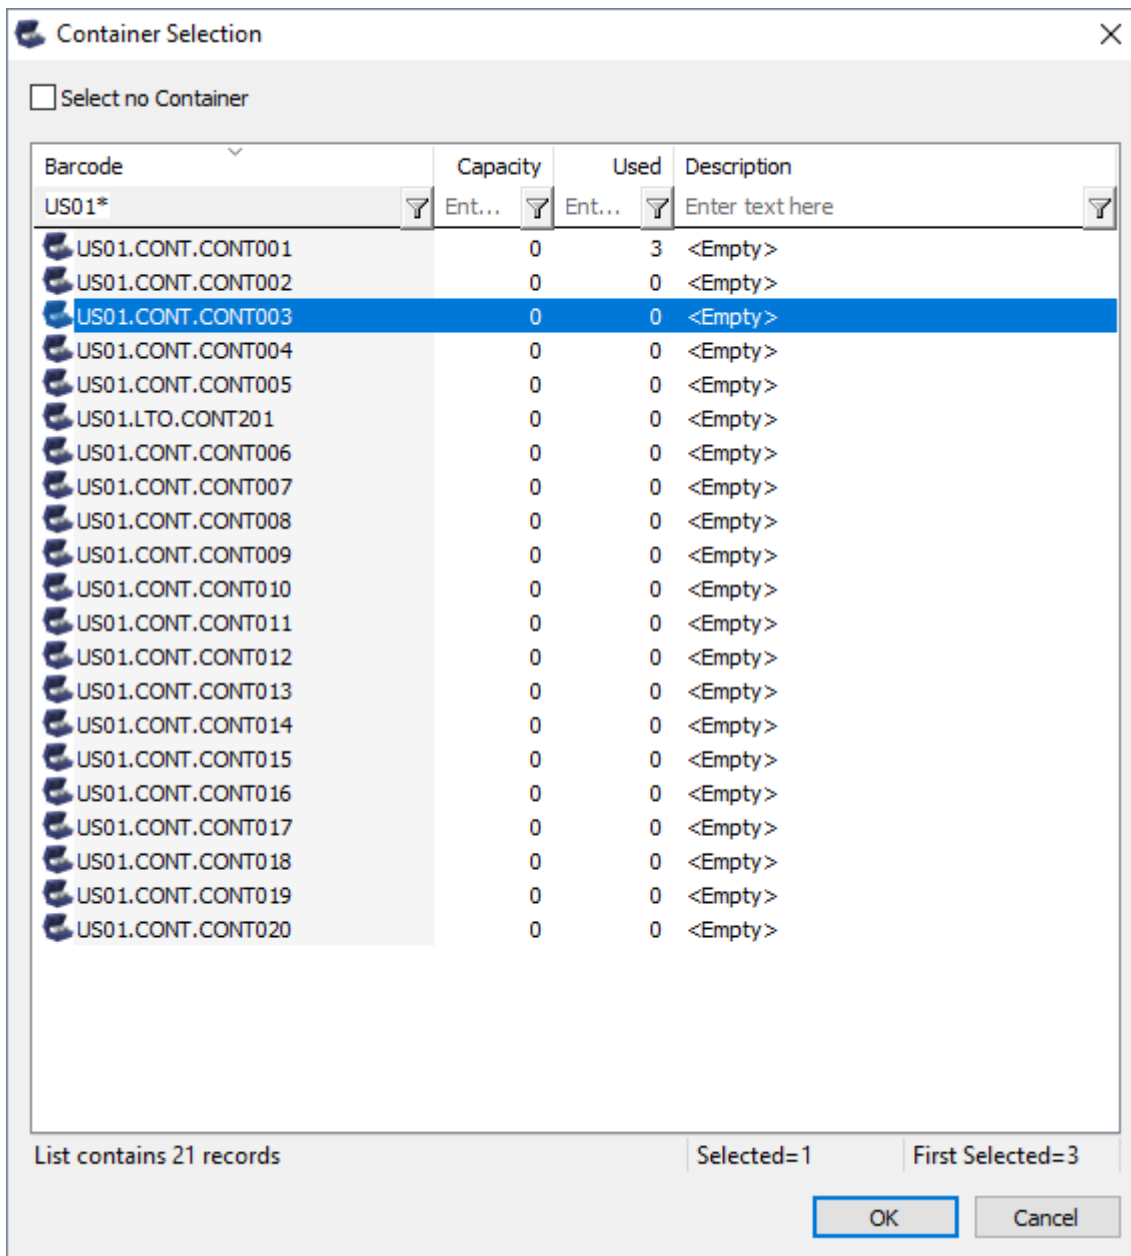 Container Selection
Select no Container
Barcode Capacity Used Description
US01* Ent... Ent... Enter text here
US01.CONT.CONT001 0 3 <Empty>
US01.CONT.CONT002 0 0 <Empty>
US01.CONT.CONT003 0 0 <Empty>
US01.CONT.CONT004 0 0 <Empty>
US01.CONT.CONT005 0 0 <Empty>
US01.LTO.CONT201 0 0 <Empty>
US01.CONT.CONT006 0 0 <Empty>
US01.CONT.CONT007 0 0 <Empty>
US01.CONT.CONT008 0 0 <Empty>
US01.CONT.CONT009 0 0 <Empty>
US01.CONT.CONT010 0 0 <Empty>
US01.CONT.CONT011 0 0 <Empty>
US01.CONT.CONT012 0 0 <Empty>
US01.CONT.CONT013 0 0 <Empty>
US01.CONT.CONT014 0 0 <Empty>
US01.CONT.CONT015 0 0 <Empty>
US01.CONT.CONT016 0 0 <Empty>
US01.CONT.CONT017 0 0 <Empty>
US01.CONT.CONT018 0 0 <Empty>
US01.CONT.CONT019 0 0 <Empty>
US01.CONT.CONT020 0 0 <Empty>
List contains 21 records Selected=1 First Selected=3
OK Cancel